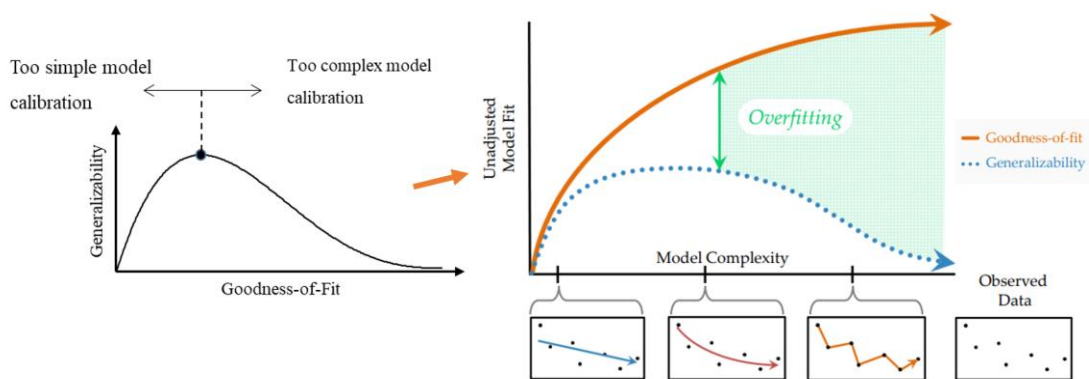 Too simple model
calibration
Too complex model
calibration
Generalizability
Goodness-of-Fit
Unadjusted
Model Fit
Overfitting
Goodness-of-fit
Generalizability
Model Complexity
Observed
Data